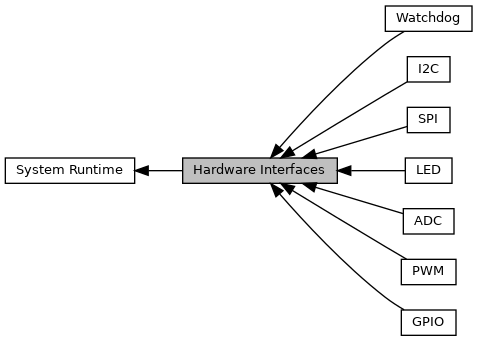 Watchdog
I2C
SPI
System Runtime
Hardware Interfaces
LED
ADC
PWM
GPIO